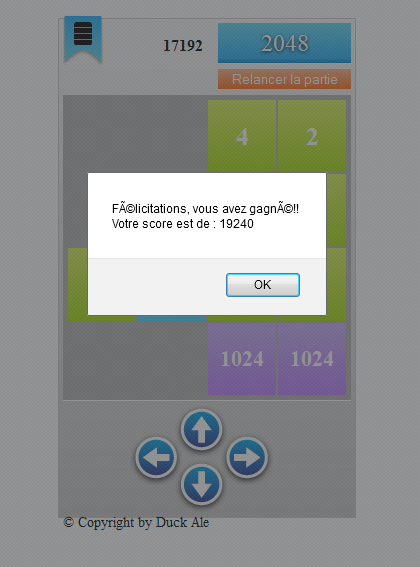 17192
2048
Relancer la partie
4 2
FÃ©licitations, vous avez gagnÃ©!!
Votre score est de : 19240
OK
1024 1024
© Copyright by Duck Ale